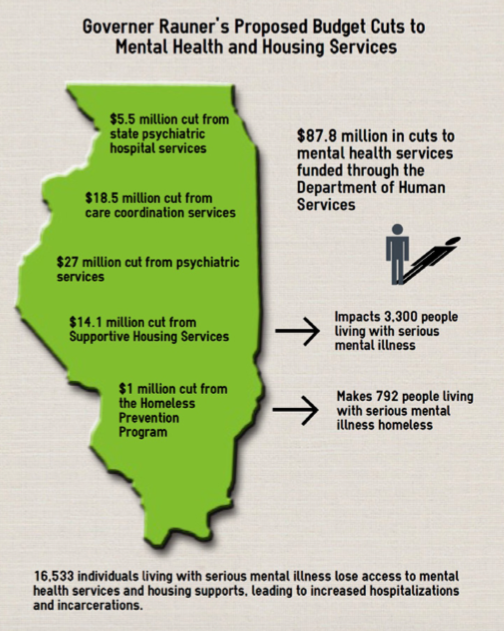 Governer Rauner's Proposed Budget Cuts to
Mental Health and Housing Services
$5.5 million cut from
state psychiatric
hospital services
$18.5 million cut from
care coordination services
$27 million cut from psychiatric
services
$14.1 million cut from
Supportive Housing Services
$1 million cut from
the Homeless
Prevention
Program
$87.8 million in cuts to
mental health services
funded through the
Department of Human
Services
Impacts 3,300 people
living with serious
mental illness
Makes 792 people living
with serious mental
illness homeless
16,533 individuals living with serious mental illness lose access to mental
health services and housing supports, leading to increased hospitalizations
and incarcerations.